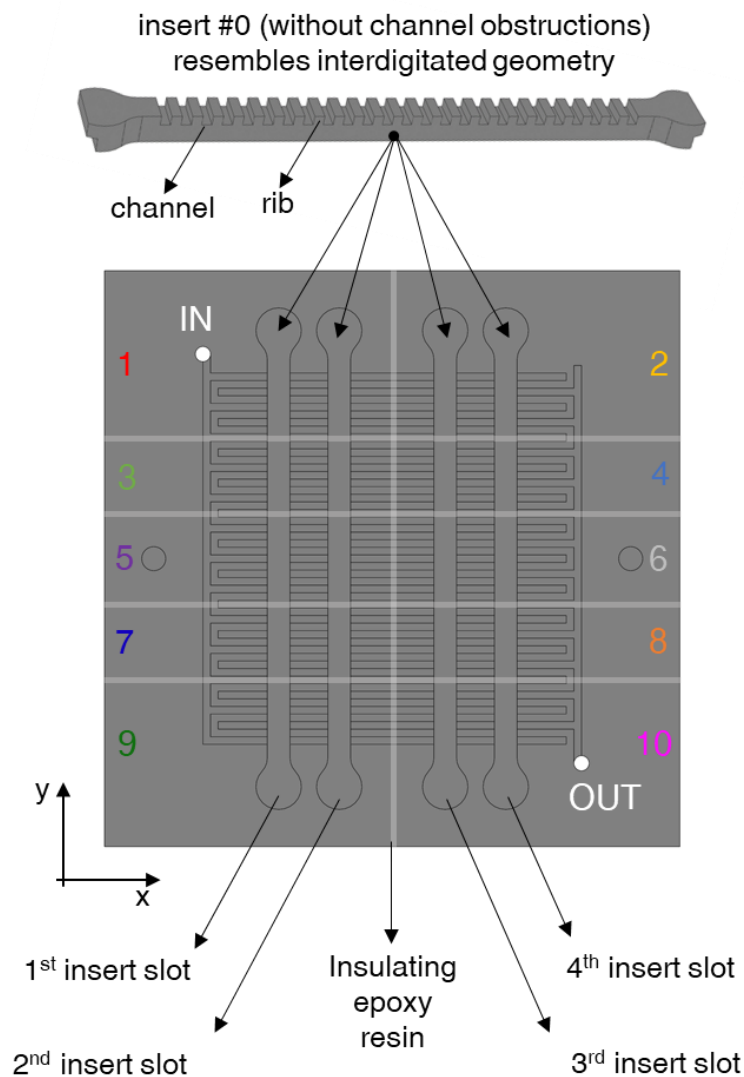 insert #0 (without channel obstructions)
resembles interdigitated geometry
channel
rib
IN
1
2
3
4
5
6
7
8
9
10
OUT
y
x
1st insert slot
Insulating
epoxy
resin
4th insert slot
2nd insert slot
3rd insert slot